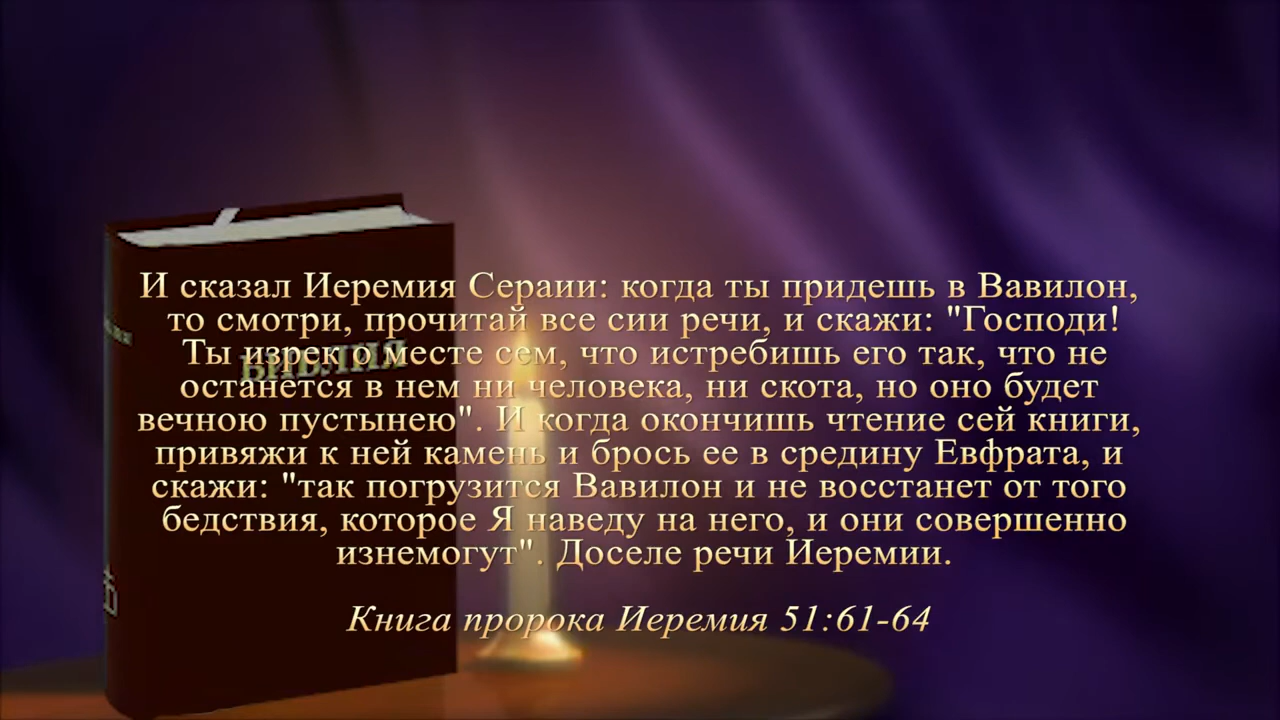 И сказал Иеремия Сераии: когда ты придешь в Вавилон,
то смотри, прочитай все сии речи, и скажи: "Господи!
Ты изрек о месте сем, что истребишь его так, что не
останется в нем ни человека, ни скота, но оно будет
вечною пустынею". И когда окончишь чтение сей книги,
привяжи к ней камень и брось ее в средину Евфрата, и
скажи: "так погрузится Вавилон и не восстанет от того
бедствия, которое Я наведу на него, и они совершенно
изнемогут". Доселе речи Иеремии.
Книга пророка Иеремия 51:61-64
БИБЛИЯ